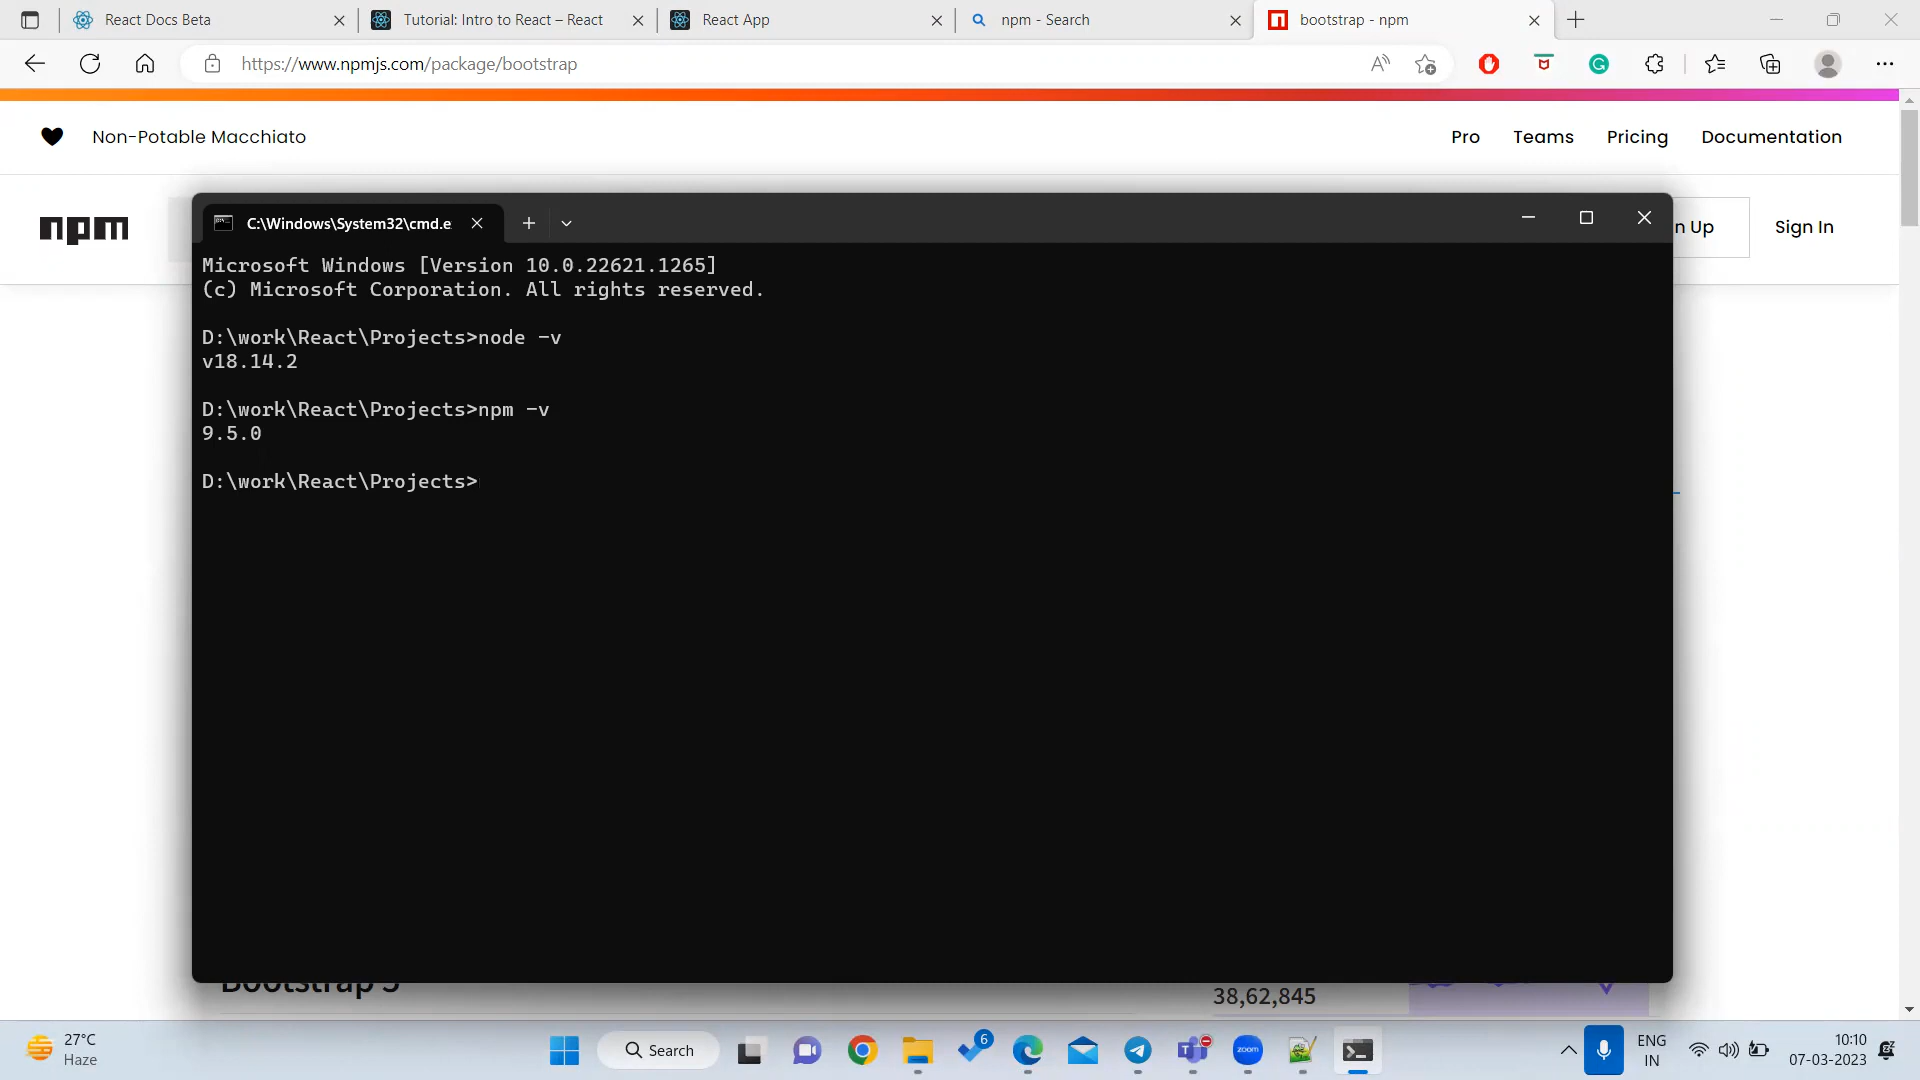 React Docs Beta
Tutorial: Intro to React – React
React App
npm - Search
bootstrap - npm
https://www.npmjs.com/package/bootstrap
Non-Potable Macchiato
Pro
Teams
Pricing
Documentation
npm
n Up
Sign In
C:\Windows\System32\cmd.e
Microsoft Windows [Version 10.0.22621.1265]
(c) Microsoft Corporation. All rights reserved.
D:\work\React\Projects>node -v
v18.14.2
D:\work\React\Projects>npm -v
9.5.0
D:\work\React\Projects>
Bootstrap 5
38,62,845
27°C
Haze
Search
6
zoom
ENG
IN
10:10
07-03-2023